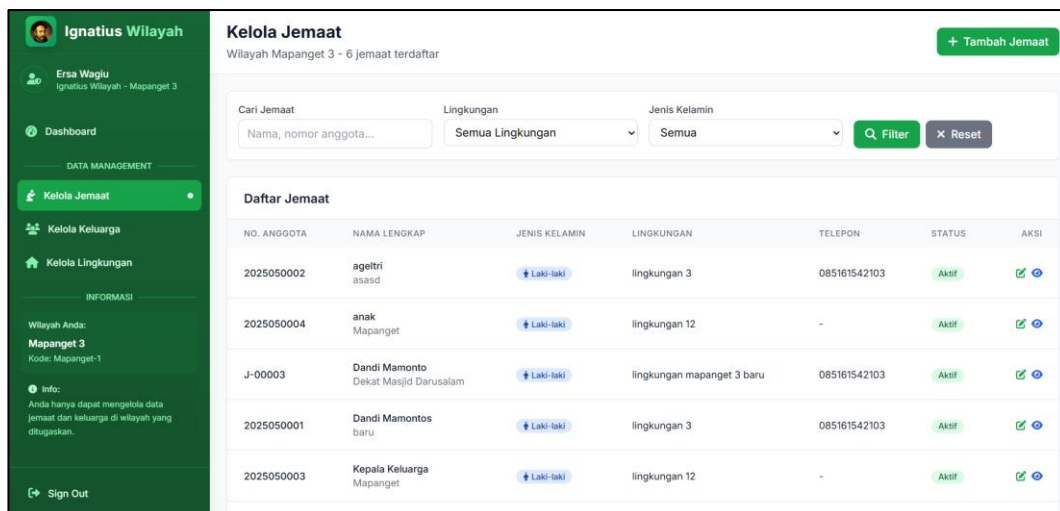 Ignatius Wilayah
Ersa Wagiu
Ignatius Wilayah - Mapanget 3
Dashboard
DATA MANAGEMENT
Kelola Jemaat
Kelola Keluarga
Kelola Lingkungan
INFORMASI
Wilayah Anda:
Mapanget 3
Kode: Mapanget-1
Info:
Anda hanya dapat mengelola data
jemaat dan keluarga di wilayah yang
ditugaskan.
Sign Out
Kelola Jemaat
Wilayah Mapanget 3 - 6 jemaat terdaftar
+ Tambah Jemaat
Cari Jemaat Lingkungan Jenis Kelamin
Nama, nomor anggota... Semua Lingkungan Semua Filter × Reset
Daftar Jemaat
NO. ANGGOTA NAMA LENGKAP JENIS KELAMIN LINGKUNGAN TELEPON STATUS AKSI
2025050002 ageltri Laki-laki lingkungan 3 085161542103 Aktif
asasd
2025050004 anak Laki-laki lingkungan 12 - Aktif
Mapanget
J-00003 Dandi Mamonto Laki-laki lingkungan mapanget 3 baru 085161542103 Aktif
Dekat Masjid Darusalam
2025050001 Dandi Mamontos Laki-laki lingkungan 3 085161542103 Aktif
baru
2025050003 Kepala Keluarga Laki-laki lingkungan 12 - Aktif
Mapanget